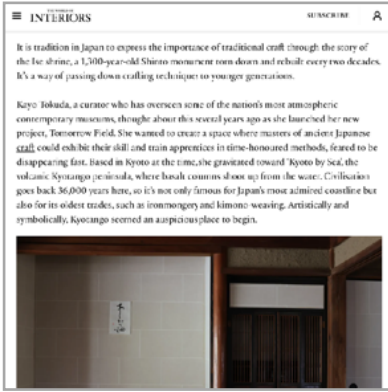 THE WORLD OF
INTERIORS
SUBSCRIBE
It is tradition in Japan to express the importance of traditional craft through the story of
the Ise shrine, a 1,300-year-old Shinto monument torn down and rebuilt every two decades.
It's a way of passing down crafting technique to younger generations.
Kayo Tokuda, a curator who has overseen some of the nation's most atmospheric
contemporary museums, thought about this several years ago as she launched her new
project, Tomorrow Field. She wanted to create a space where masters of ancient Japanese
craft could exhibit their skill and train apprentices in time-honoured methods, feared to be
disappearing fast. Based in Kyoto at the time, she gravitated toward 'Kyoto by Sea', the
volcanic Kyotango peninsula, where basalt columns shoot up from the water. Civilisation
goes back 36,000 years here, so it's not only famous for Japan's most admired coastline but
also for its oldest trades, such as ironmongery and kimono-weaving. Artistically and
symbolically, Kyotango seemed an auspicious place to begin.